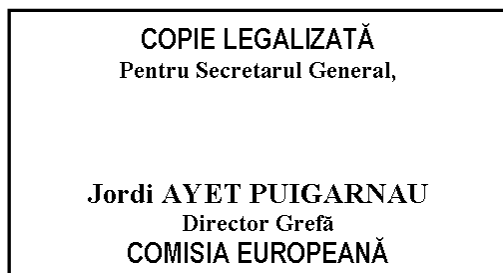 COPIE LEGALIZATĂ
Pentru Secretarul General,
Jordi AYET PUIGARNAU
Director Grefă
COMISIA EUROPEANĂ